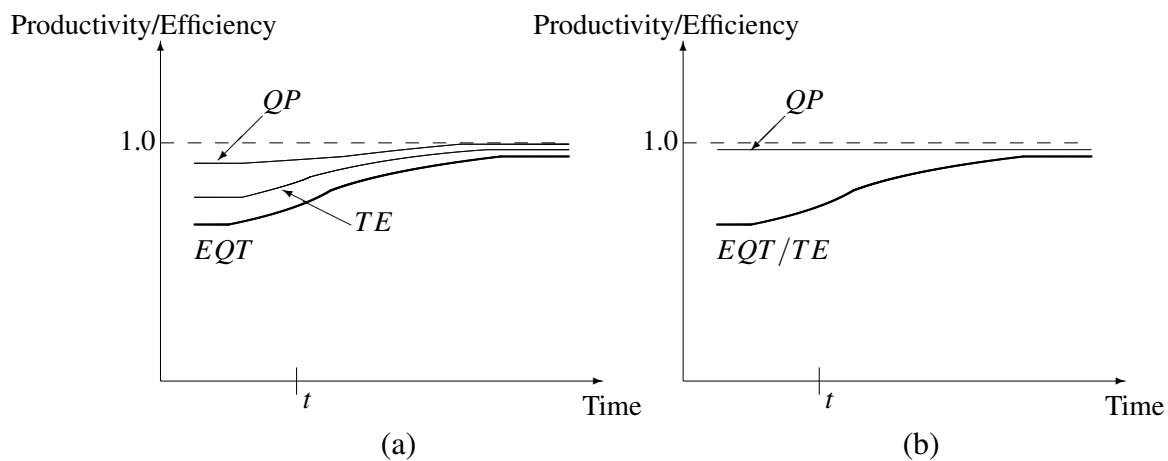 Productivity/Efficiency
QP
1.0
TE
EQT
t
Time
(a)
Productivity/Efficiency
QP
1.0
EQT/TE
t
Time
(b)